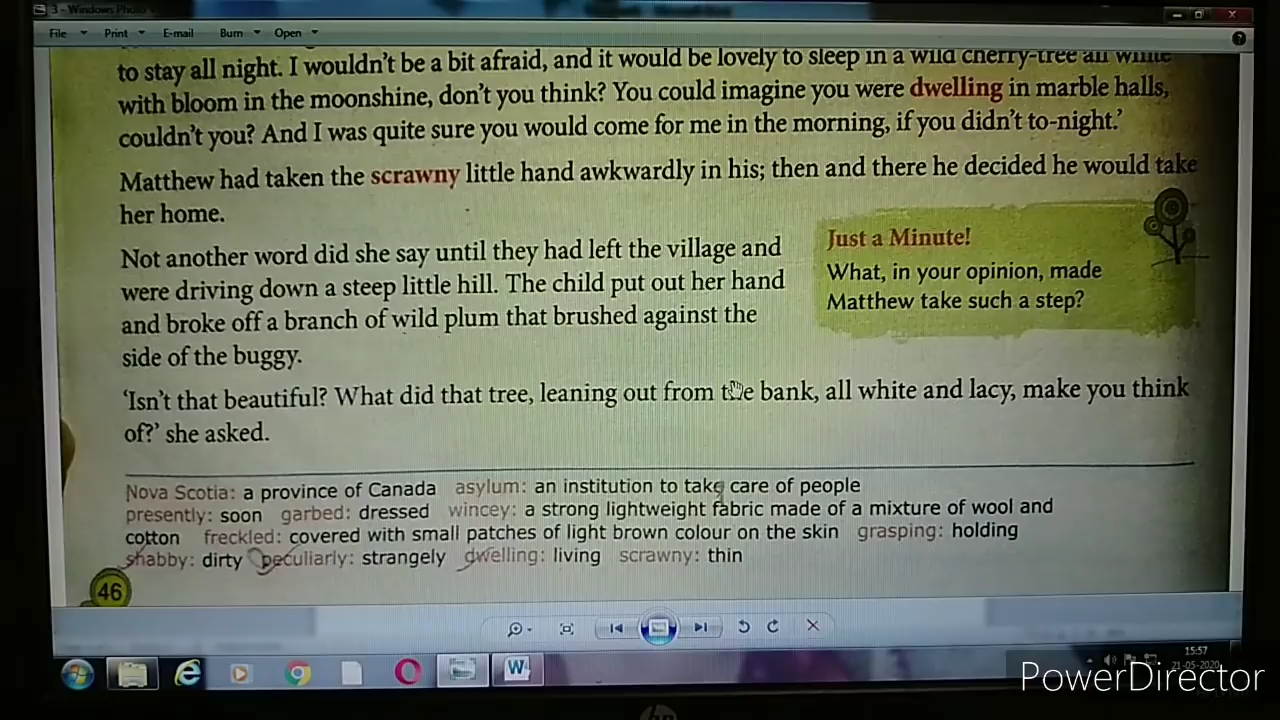 3 - Windows Photo
File Print E-mail Burn Open
to stay all night. I wouldn't be a bit afraid, and it would be lovely to sleep in a wild cherry-tree all white
with bloom in the moonshine, don't you think? You could imagine you were dwelling in marble halls,
couldn't you? And I was quite sure you would come for me in the morning, if you didn't to-night.'
Matthew had taken the scrawny little hand awkwardly in his; then and there he decided he would take
her home.
Not another word did she say until they had left the village and
were driving down a steep little hill. The child put out her hand
and broke off a branch of wild plum that brushed against the
side of the buggy.
Just a Minute!
What, in your opinion, made
Matthew take such a step?
'Isn't that beautiful? What did that tree, leaning out from the bank, all white and lacy, make you think
of?' she asked.
Nova Scotia: a province of Canada asylum: an institution to take care of people
presently: soon garbed: dressed wincey: a strong lightweight fabric made of a mixture of wool and
cotton freckled: covered with small patches of light brown colour on the skin grasping: holding
shabby: dirty peculiarly: strangely dwelling: living scrawny: thin
46
15:57
21-05-2020
PowerDirector
hp